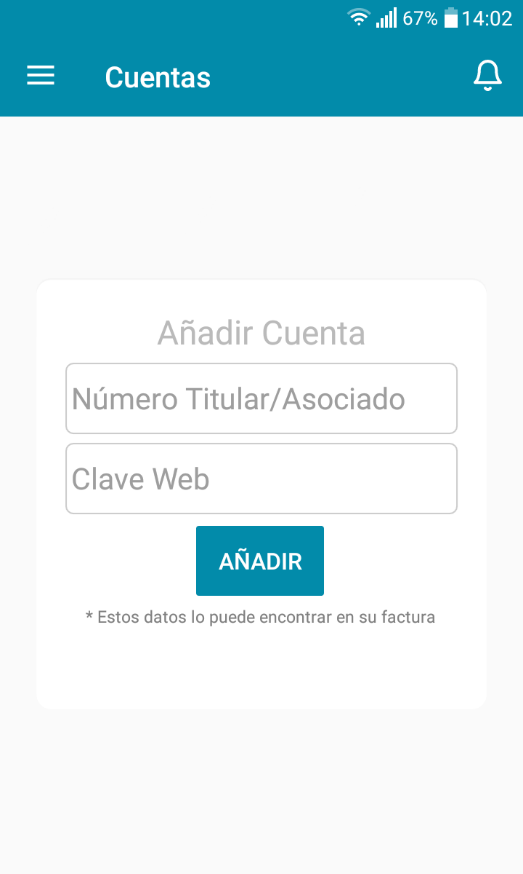 67% 14:02
Cuentas
Añadir Cuenta
Número Titular/Asociado
Clave Web
AÑADIR
* Estos datos lo puede encontrar en su factura